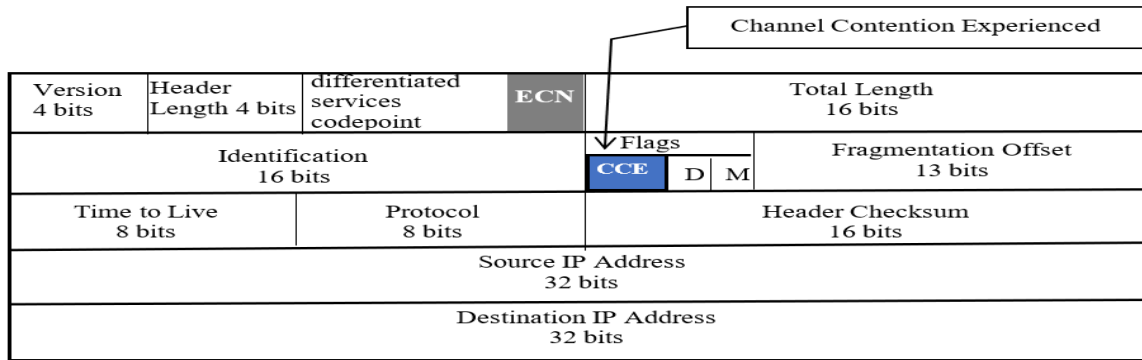 Channel Contention Experienced
Version
4 bits
Header
Length 4 bits
differentiated
services
codepoint
ECN
Total Length
16 bits
Identification
16 bits
Flags
CCE
D
M
Fragmentation Offset
13 bits
Time to Live
8 bits
Protocol
8 bits
Header Checksum
16 bits
Source IP Address
32 bits
Destination IP Address
32 bits